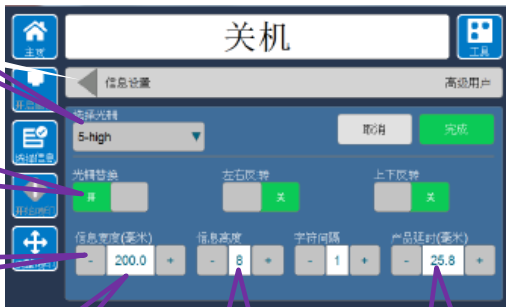 关机
主页
工具
信息设置
高级用户
选择光栅
5-high
取消
完成
选择信息
光栅替换
左右反转
上下反转
开
关
关
信息宽度(毫米)
信息高度
字符间隔
产品延时(毫米)
- 200.0 +
- 8 +
- 1 +
- 25.8 +